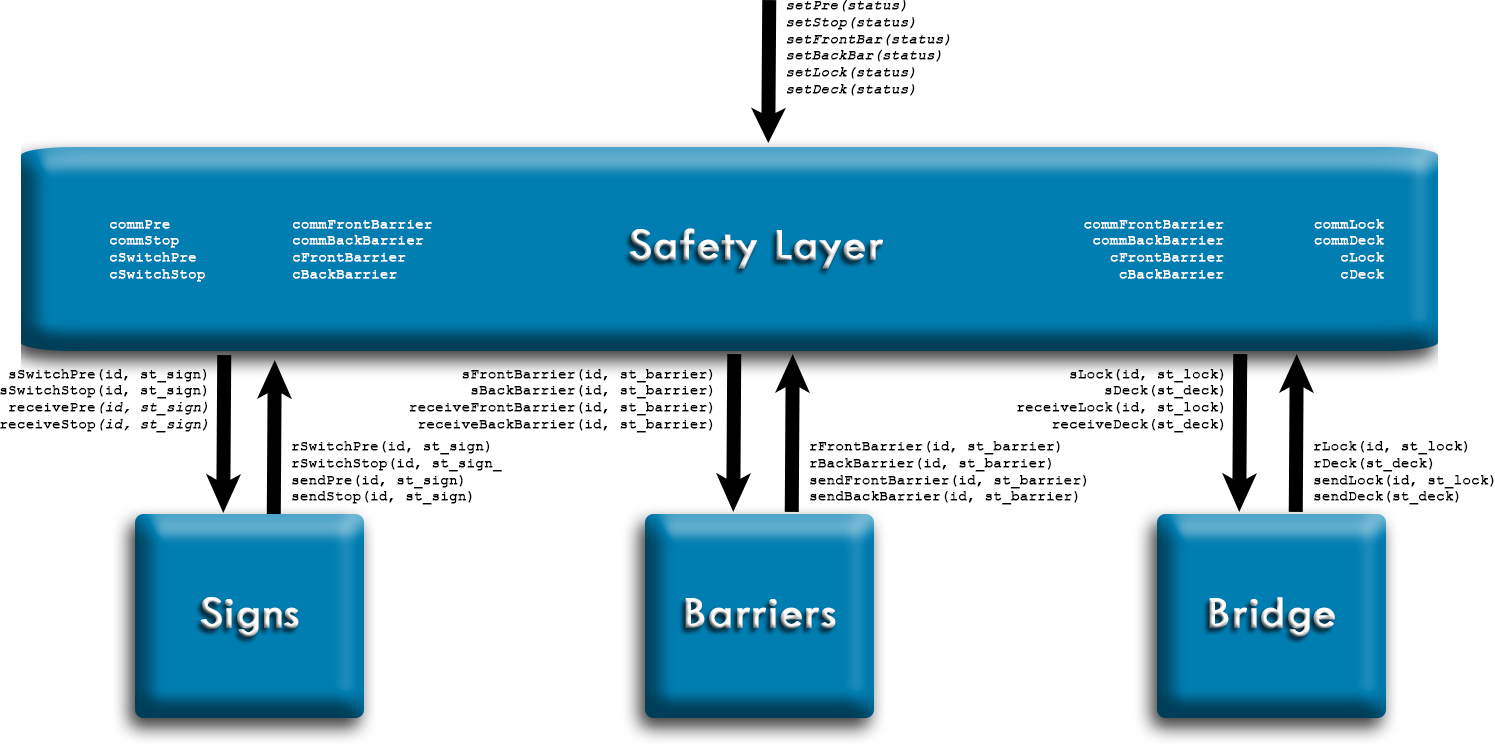 setPre(status)
setStop(status)
setFrontBar(status)
setBackBar(status)
setLock(status)
setDeck(status)
commPre
commStop
cSwitchPre
cSwitchStop
commFrontBarrier
commBackBarrier
cFrontBarrier
cBackBarrier
Safety Layer
commFrontBarrier
commBackBarrier
cFrontBarrier
cBackBarrier
commLock
commDeck
cLock
cDeck
sSwitchPre(id, st_sign)
sSwitchStop(id, st_sign)
receivePre(id, st_sign)
receiveStop(id, st_sign)
rSwitchPre(id, st_sign)
rSwitchStop(id, st_sign_
sendPre(id, st_sign)
sendStop(id, st_sign)
sFrontBarrier(id, st_barrier)
sBackBarrier(id, st_barrier)
receiveFrontBarrier(id, st_barrier)
receiveBackBarrier(id, st_barrier)
rFrontBarrier(id, st_barrier)
rBackBarrier(id, st_barrier)
sendFrontBarrier(id, st_barrier)
sendBackBarrier(id, st_barrier)
sLock(id, st_lock)
sDeck(st_deck)
receiveLock(id, st_lock)
receiveDeck(st_deck)
rLock(id, st_lock)
rDeck(st_deck)
sendLock(id, st_lock)
sendDeck(st_deck)
Signs
Barriers
Bridge